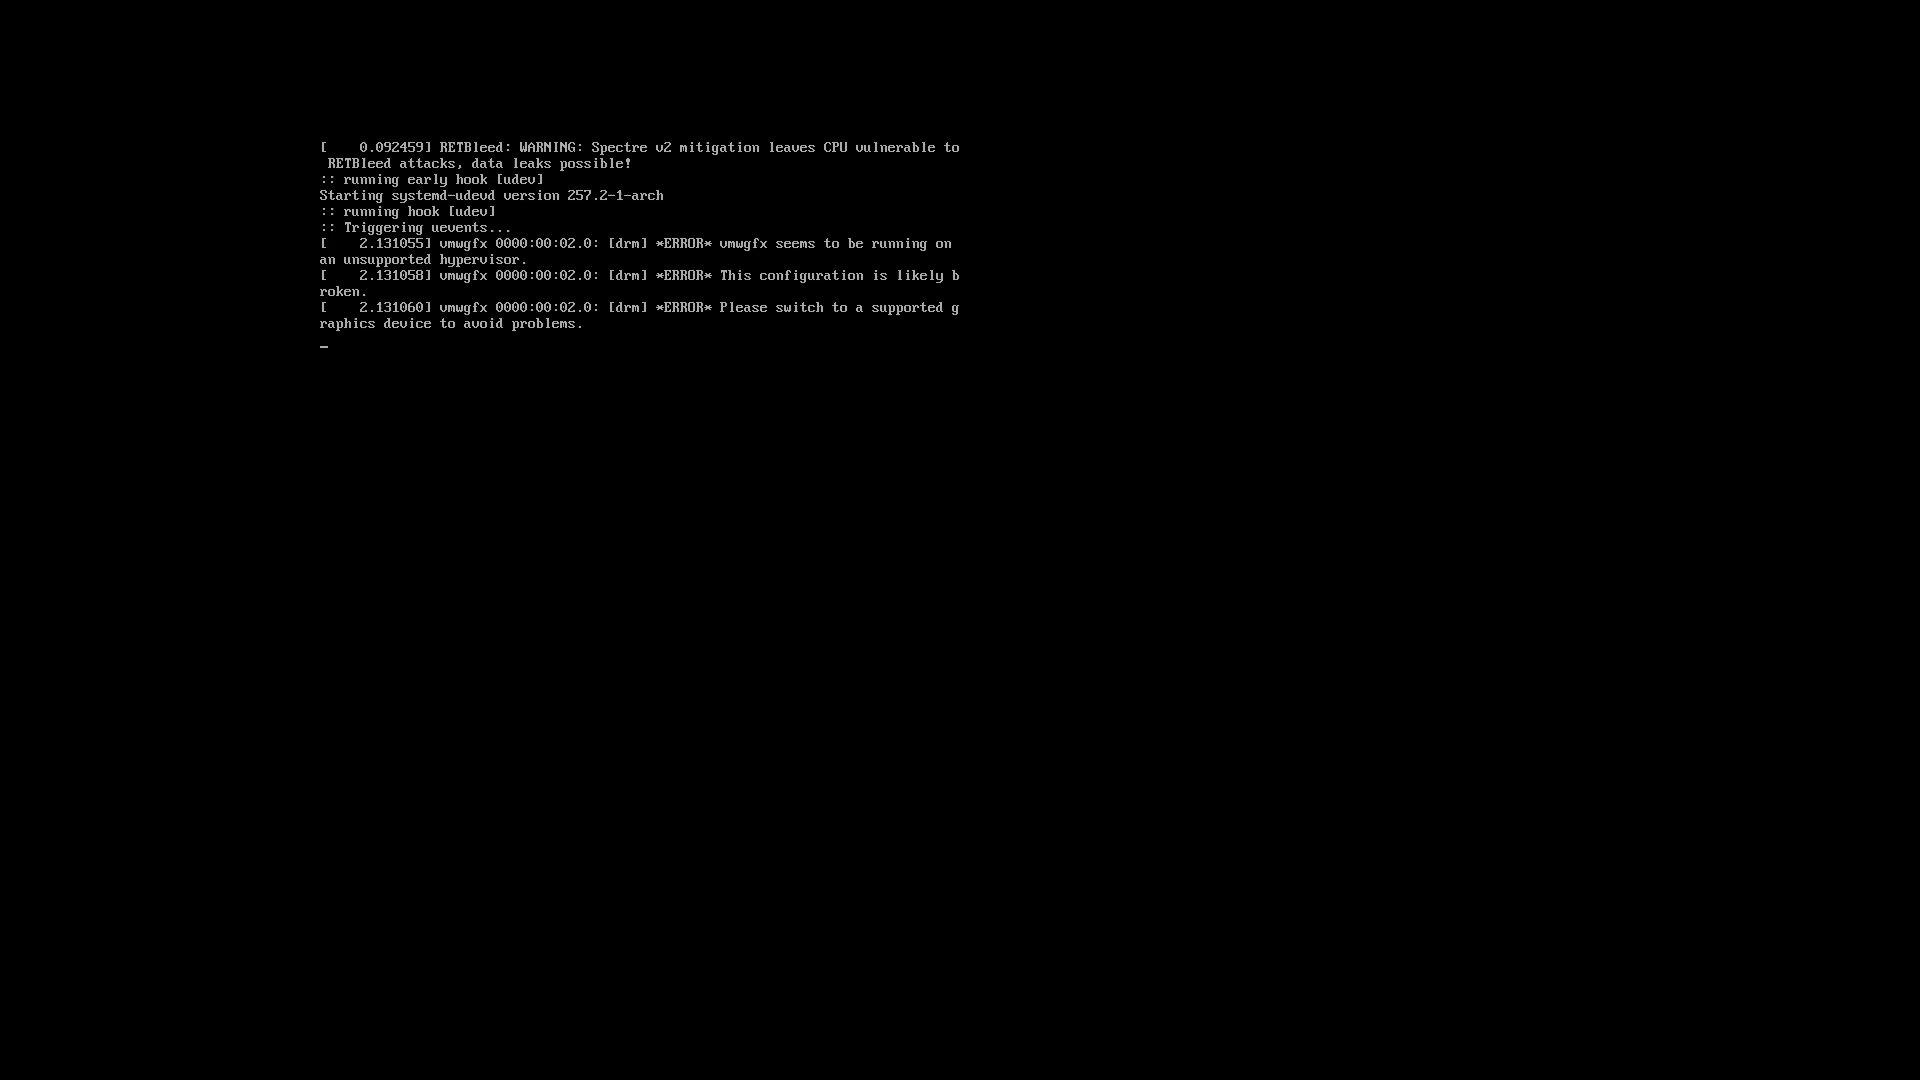 [    0.092459] RETBleed: WARNING: Spectre v2 mitigation leaves CPU vulnerable to
 RETBleed attacks, data leaks possible!
:: running early hook [udev]
Starting systemd-udevd version 257.2-1-arch
:: running hook [udev]
:: Triggering uevents...
[    2.131055] vmwgfx 0000:00:02.0: [drm] *ERROR* vmwgfx seems to be running on
an unsupported hypervisor.
[    2.131058] vmwgfx 0000:00:02.0: [drm] *ERROR* This configuration is likely b
roken.
[    2.131060] vmwgfx 0000:00:02.0: [drm] *ERROR* Please switch to a supported g
raphics device to avoid problems.
_